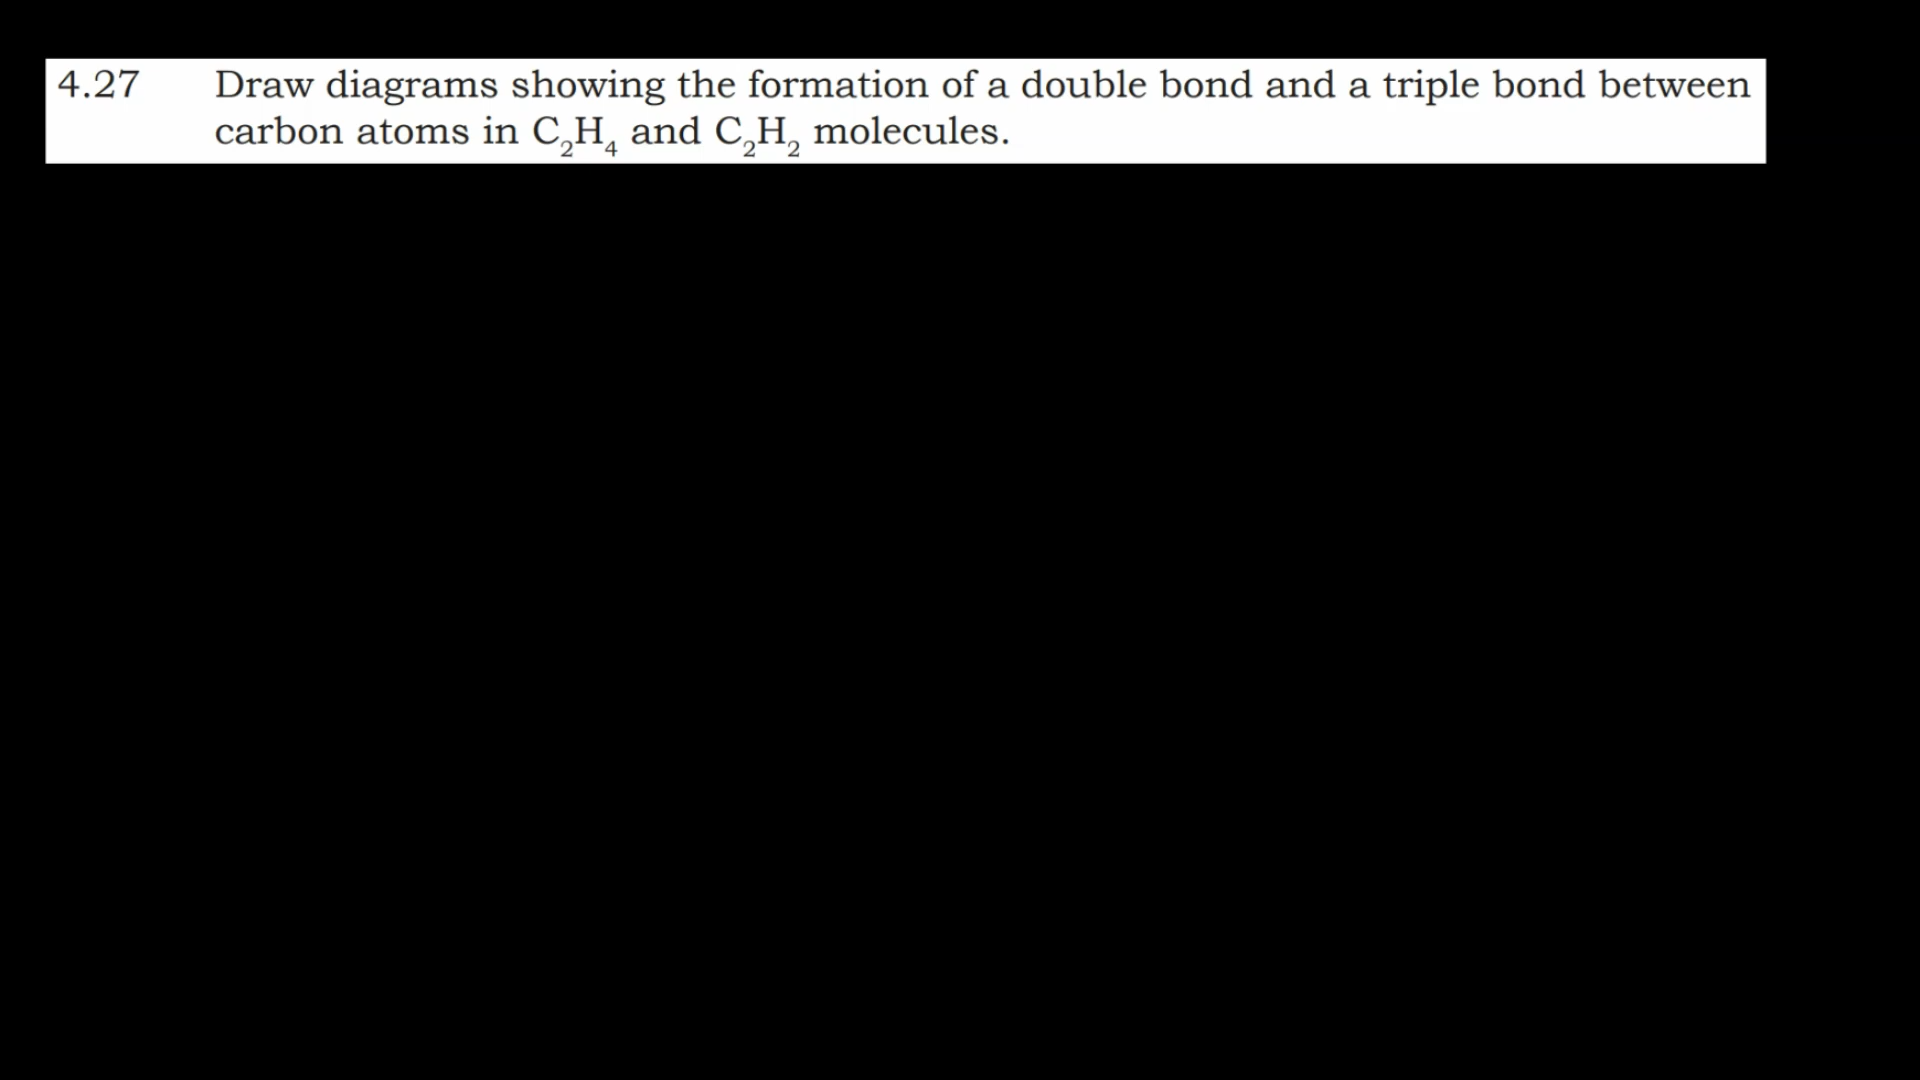 4.27 Draw diagrams showing the formation of a double bond and a triple bond between
carbon atoms in C₂H₄ and C₂H₂ molecules.